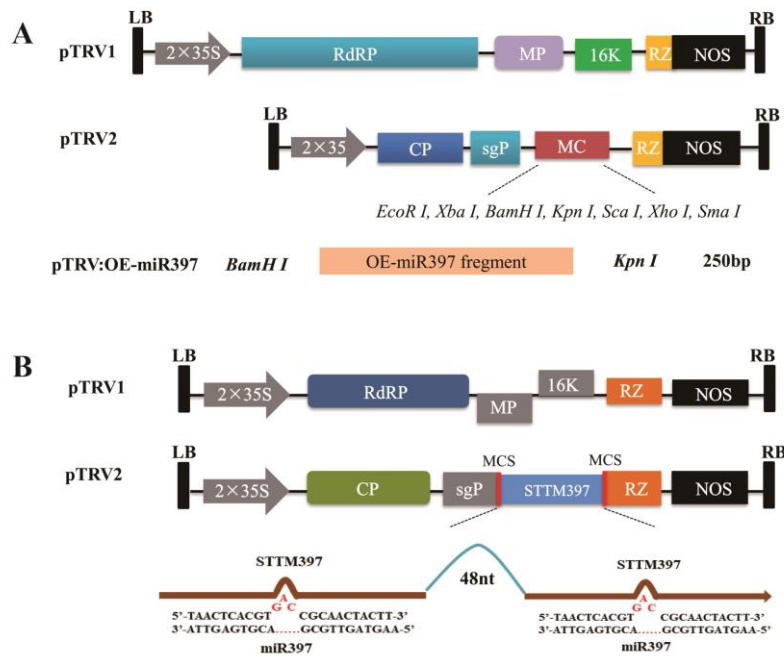 A
LB
RB
pTRV1
2×35S
RdRP
MP
16K
RZ
NOS
LB
RB
pTRV2
2×35
CP
sgP
MC
RZ
NOS
EcoR I, Xba I, BamH I, Kpn I, Sca I, Xho I, Sma I
pTRV:OE-miR397 BamH I OE-miR397 fregment Kpn I 250bp
B
LB
RB
pTRV1
2×35S
RdRP
MP
16K
RZ
NOS
LB
RB
pTRV2
2×35S
CP
sgP
MCS
STTM397
MCS
RZ
NOS
STTM397
48nt
STTM397
GAC
5’-TAACTCACGT CGCAACTACTT-3’
3’-ATTGAGTGCA......GCGTTGATGAA-5’
miR397
GAC
5’-TAACTCACGT CGCAACTACTT-3’
3’-ATTGAGTGCA......GCGTTGATGAA-5’
miR397